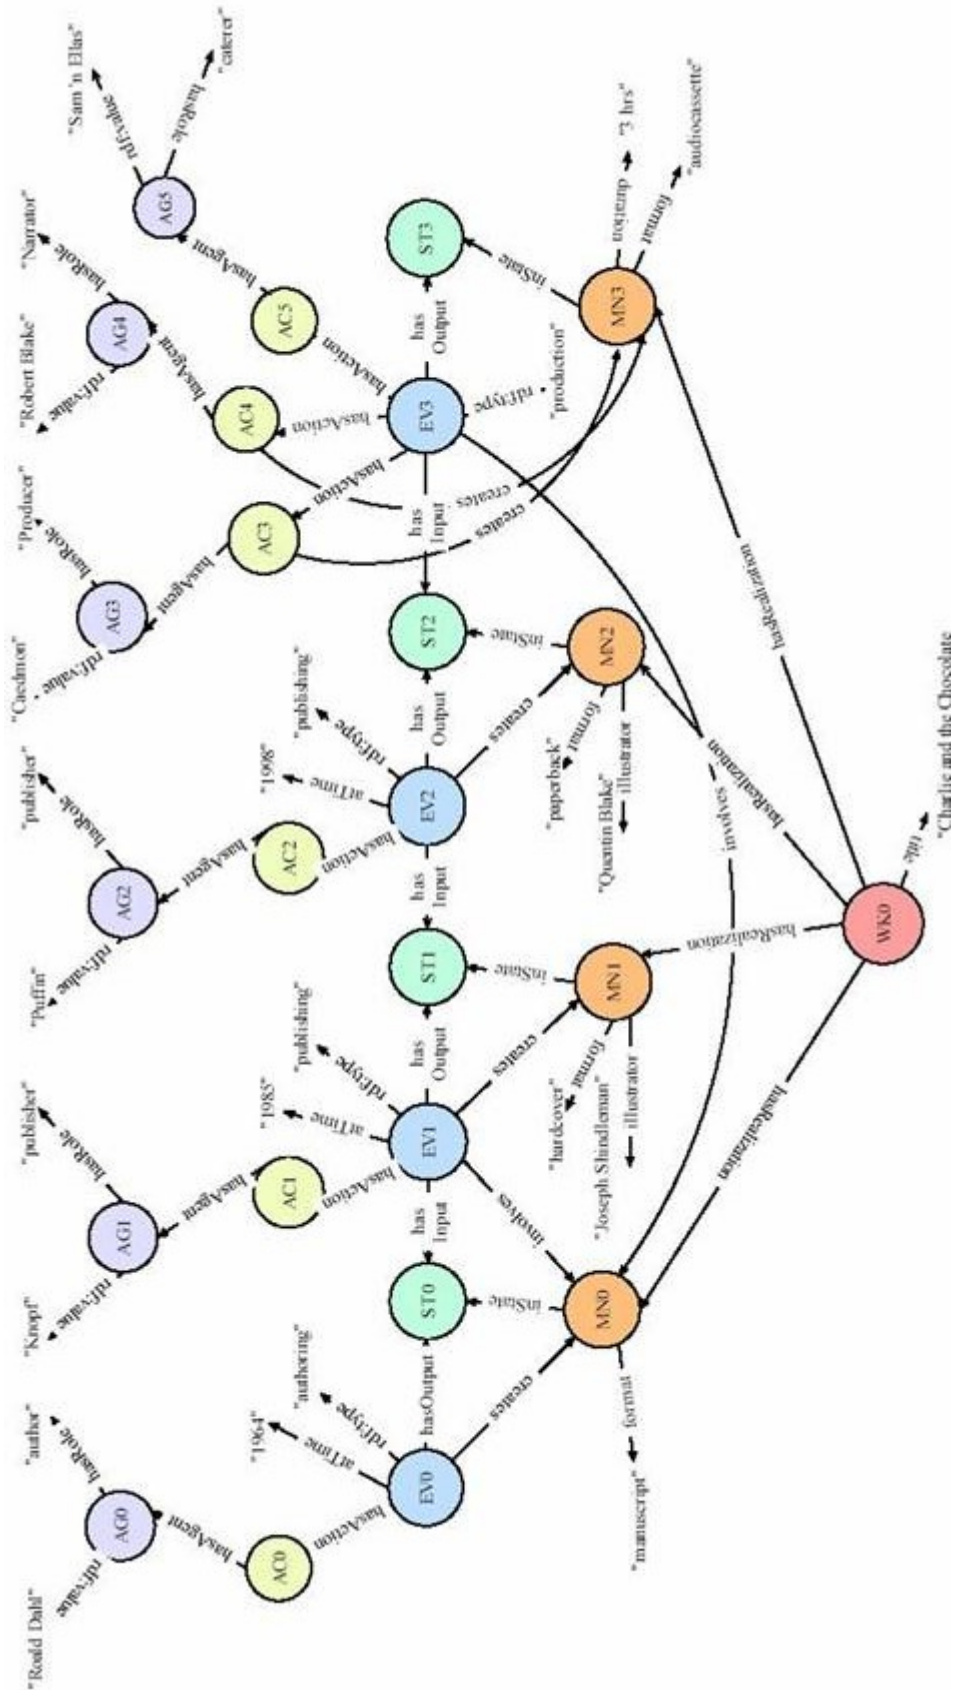 "Roald Dahl"
rdf:value
AG0
hasRole
"author"
hasAgent
AC0
hasAction
EV0
atTime
"1964"
rdf:type
"authoring"
hasOutput
creates
"Knopf"
rdf:value
AG1
hasRole
"publisher"
hasAgent
AC1
hasAction
EV1
atTime
"1985"
rdf:type
"publishing"
has
Input
has
Output
involves
creates
"Puffin"
rdf:value
AG2
hasRole
"publisher"
hasAgent
AC2
hasAction
EV2
atTime
"1998"
rdf:type
"publishing"
has
Input
has
Output
creates
"Caedmon"
rdf:value
AG3
hasRole
"Producer"
hasAgent
AC3
hasAction
"Robert Blake"
rdf:value
AG4
hasRole
"Narrator"
hasAgent
AC4
hasAction
"Sam 'n Ellas"
rdf:value
AG5
hasRole
"caterer"
hasAgent
AC5
hasAction
EV3
has
Input
has
Output
rdf:type
"production"
creates
creates
involves
ST0
ST1
ST2
ST3
inState
inState
inState
inState
MN0
format
"manuscript"
MN1
format
"hardcover"
illustrator
"Joseph Shindleman"
MN2
format
"paperback"
illustrator
"Quentin Blake"
MN3
duration
"3 hrs"
format
"audiocassette"
hasRealization
hasRealization
hasRealization
hasRealization
WK0
title
"Charlie and the Chocolate